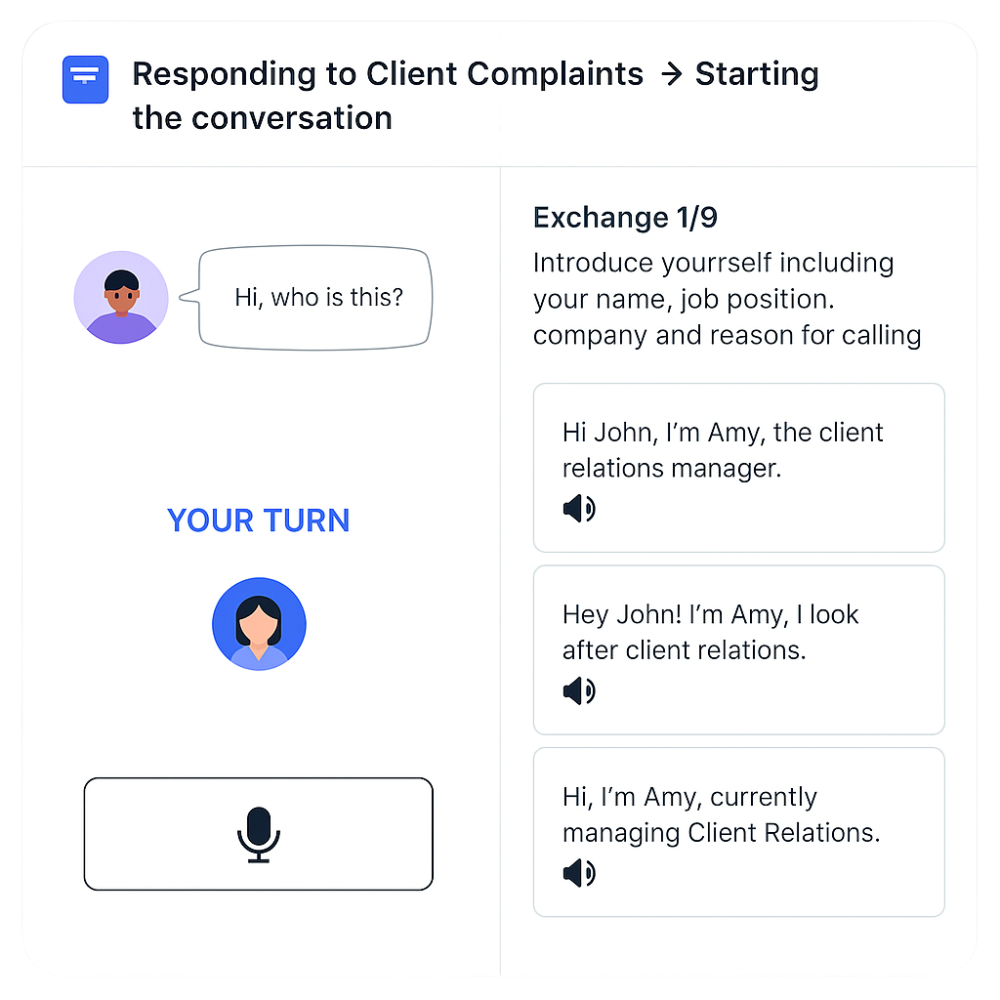 Responding to Client Complaints → Starting
the conversation
Hi, who is this?
YOUR TURN
Exchange 1/9
Introduce yourrself including
your name, job position.
company and reason for calling
Hi John, I’m Amy, the client
relations manager.
Hey John! I’m Amy, I look
after client relations.
Hi, I’m Amy, currently
managing Client Relations.